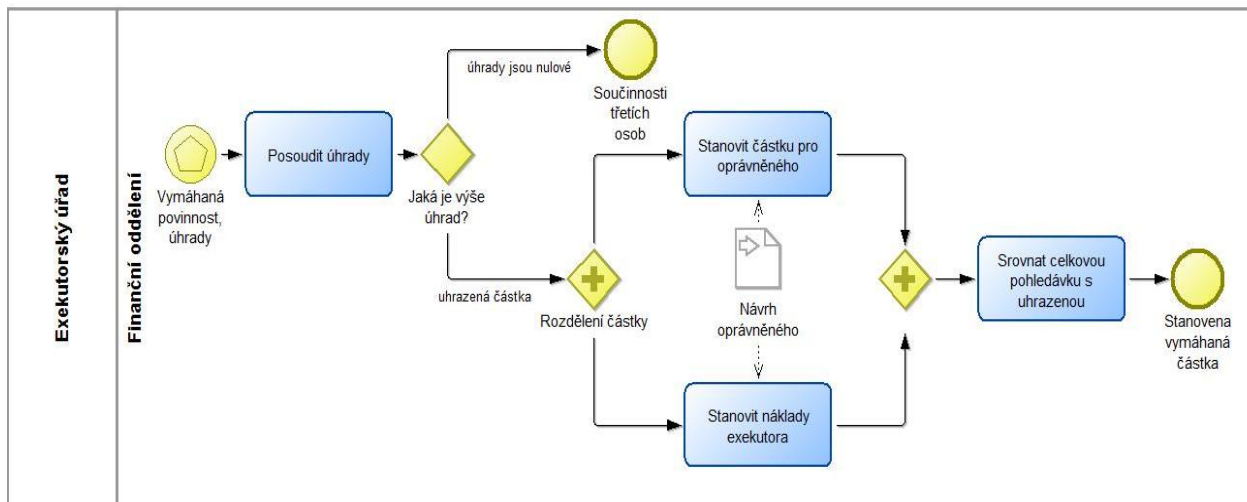 Exekutorský úřad
Finanční oddělení
Vymáhaná
povinnost,
úhrady
Posoudit úhrady
Jaká je výše
úhrad?
úhrady jsou nulové
Součinnosti
třetích
osob
uhrazená částka
Rozdělení částky
Stanovit částku pro
oprávněného
Návrh
oprávněného
Stanovit náklady
exekutora
Srovnat celkovou
pohledávku s
uhrazenou
Stanovena
vymáhaná
částka